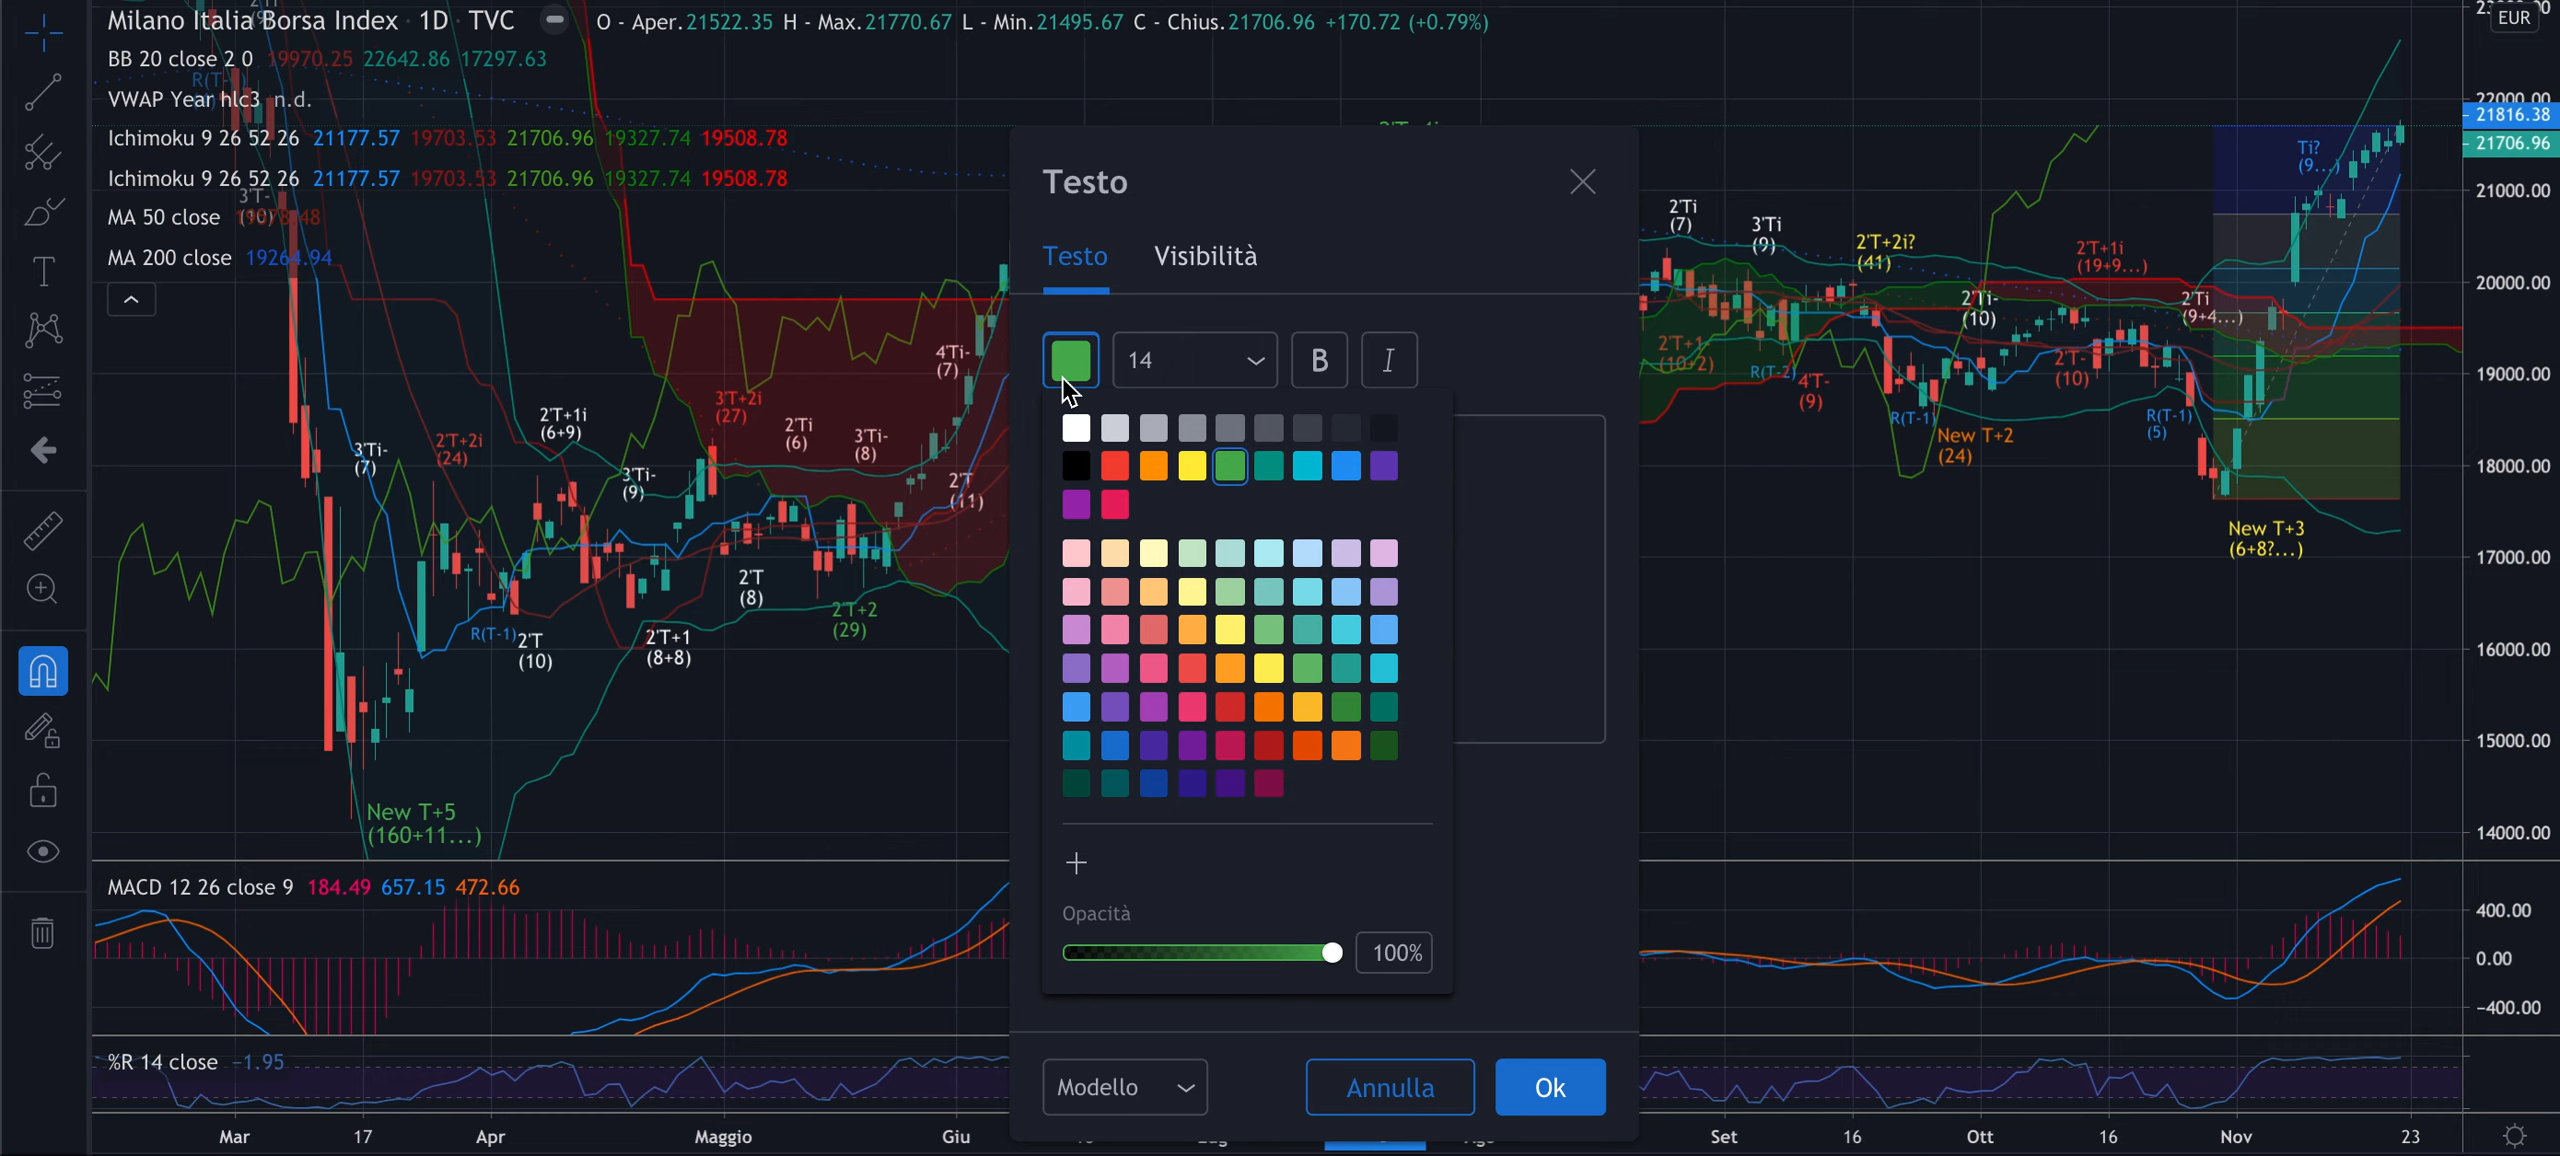 Milano Italia Borsa Index · 1D · TVC
O - Aper.21522.35 H - Max.21770.67 L - Min.21495.67 C - Chius.21706.96 +170.72 (+0.79%)
EUR
BB 20 close 2 0 19970.25 22642.86 17297.63
VWAP Year hlc3 n.d.
Ichimoku 9 26 52 26 21177.57 19703.53 21706.96 19327.74 19508.78
Ichimoku 9 26 52 26 21177.57 19703.53 21706.96 19327.74 19508.78
MA 50 close
MA 200 close 19264.94
3'T-
(10)
22000.00
21816.38
21706.96
21000.00
20000.00
19000.00
18000.00
17000.00
16000.00
15000.00
14000.00
Testo
Testo
Visibilità
14
B
I
Opacità
100%
Modello
Annulla
Ok
3'Ti-
(7)
2'T+2i
(24)
2'T+1i
(6+9)
3'Ti-
(9)
3'T+2i
(27)
2'Ti
(6)
3'Ti-
(8)
4'Ti-
(7)
2'T
(11)
2'T
(8)
2'T+2
(29)
R(T-1)
2'T
(10)
2'T+1
(8+8)
New T+5
(160+11...)
2'Ti
(7)
3'Ti
(9)
2'T+2i?
(41)
2'T+1i
(19+9...)
2'Ti-
(10)
2'Ti
(9+4...)
Ti?
(9...)
2'T+1-
(10+2)
R(T-2)
4'T-
(9)
R(T-1)
New T+2
(24)
2'T-
(10)
R(T-1)
(5)
New T+3
(6+8?...)
MACD 12 26 close 9 184.49 657.15 472.66
400.00
0.00
-400.00
%R 14 close -1.95
Mar
17
Apr
Maggio
Giu
Set
16
Ott
16
Nov
23